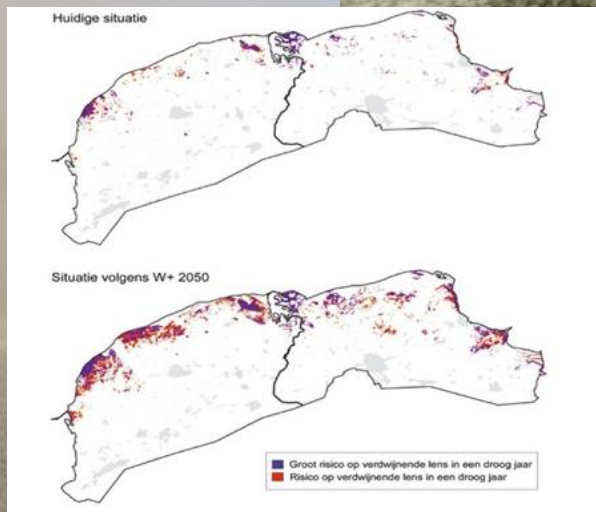 Huidige situatie
Situatie volgens W+ 2050
Groot risico op verdwijnende lens in een droog jaar
Risico op verdwijnende lens in een droog jaar